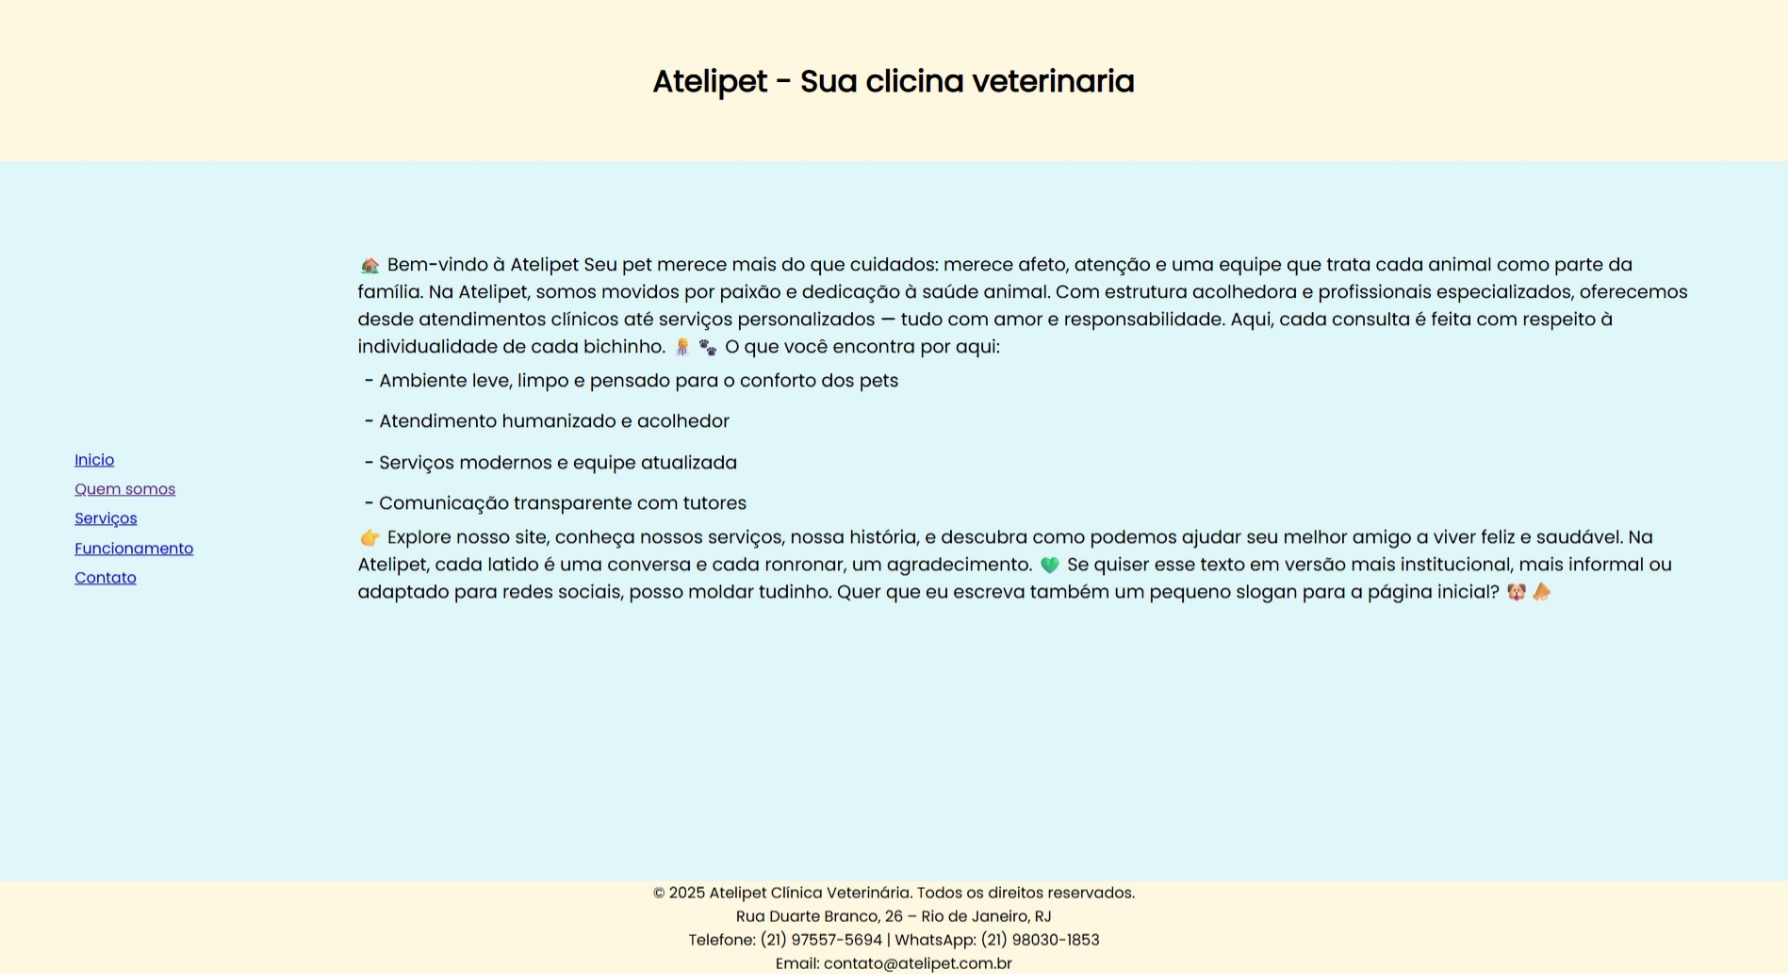 Atelipet - Sua clicina veterinaria
Inicio
Quem somos
Serviços
Funcionamento
Contato
🏠 Bem-vindo à Atelipet Seu pet merece mais do que cuidados: merece afeto, atenção e uma equipe que trata cada animal como parte da
família. Na Atelipet, somos movidos por paixão e dedicação à saúde animal. Com estrutura acolhedora e profissionais especializados, oferecemos
desde atendimentos clínicos até serviços personalizados — tudo com amor e responsabilidade. Aqui, cada consulta é feita com respeito à
individualidade de cada bichinho. 🐾 O que você encontra por aqui:
- Ambiente leve, limpo e pensado para o conforto dos pets
- Atendimento humanizado e acolhedor
- Serviços modernos e equipe atualizada
- Comunicação transparente com tutores
👉 Explore nosso site, conheça nossos serviços, nossa história, e descubra como podemos ajudar seu melhor amigo a viver feliz e saudável. Na
Atelipet, cada latido é uma conversa e cada ronronar, um agradecimento. 💚 Se quiser esse texto em versão mais institucional, mais informal ou
adaptado para redes sociais, posso moldar tudinho. Quer que eu escreva também um pequeno slogan para a página inicial? 🐶📣
© 2025 Atelipet Clínica Veterinária. Todos os direitos reservados.
Rua Duarte Branco, 26 – Rio de Janeiro, RJ
Telefone: (21) 97557-5694 | WhatsApp: (21) 98030-1853
Email: contato@atelipet.com.br